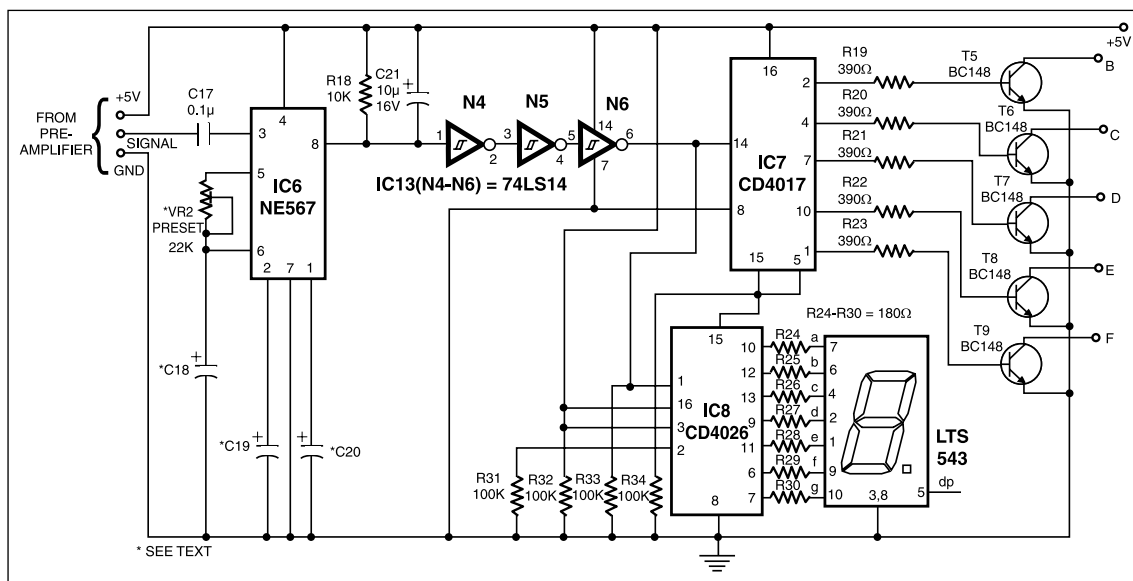 +5V
FROM
PRE-
AMPLIFIER
+5V
SIGNAL
GND
C17
0.1µ
3
4
8
5
6
2
7
1
IC6
NE567
*VR2
PRESET
22K
*C18
*C19
*C20
R18
10K
C21
10µ
16V
N4
N5
N6
1
2
3
4
5
14
6
7
IC13(N4-N6) = 74LS14
16
14
8
15
5
2
4
7
10
1
IC7
CD4017
R19
390Ω
R20
390Ω
R21
390Ω
R22
390Ω
R23
390Ω
T5
BC148
T6
BC148
T7
BC148
T8
BC148
T9
BC148
B
C
D
E
F
R24-R30 = 180Ω
15
1
16
3
2
8
IC8
CD4026
10
12
13
9
11
6
7
R24
R25
R26
R27
R28
R29
R30
a
b
c
d
e
f
g
7
6
4
2
1
9
10
3,8
5
dp
LTS
543
R31
100K
R32
100K
R33
100K
R34
100K
* SEE TEXT